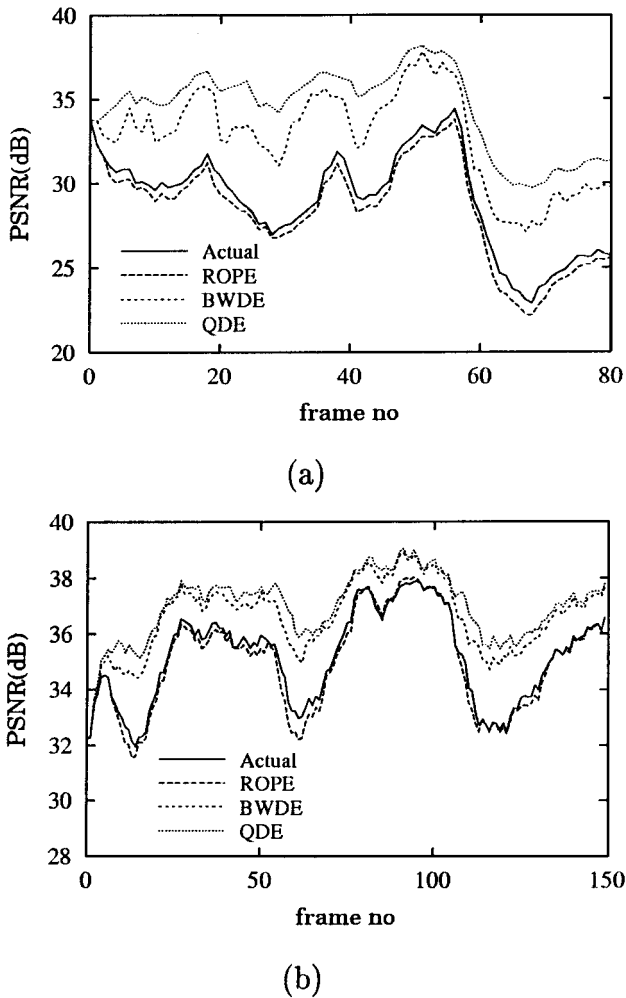 40
35
30
25
20
PSNR(dB)
Actual
ROPE
BWDE
QDE
0
20
40
60
80
frame no
(a)
40
38
36
34
32
30
28
PSNR(dB)
Actual
ROPE
BWDE
QDE
0
50
100
150
frame no
(b)